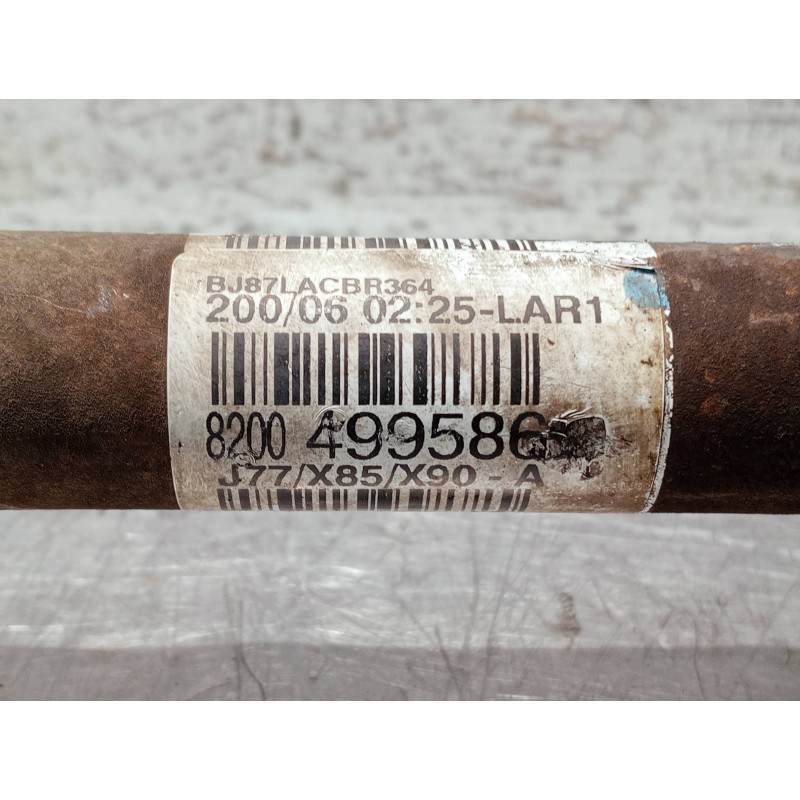 BJ87LACBR364
200/06 02:25-LAR1
8200 499586
J77/X85/X90 - A